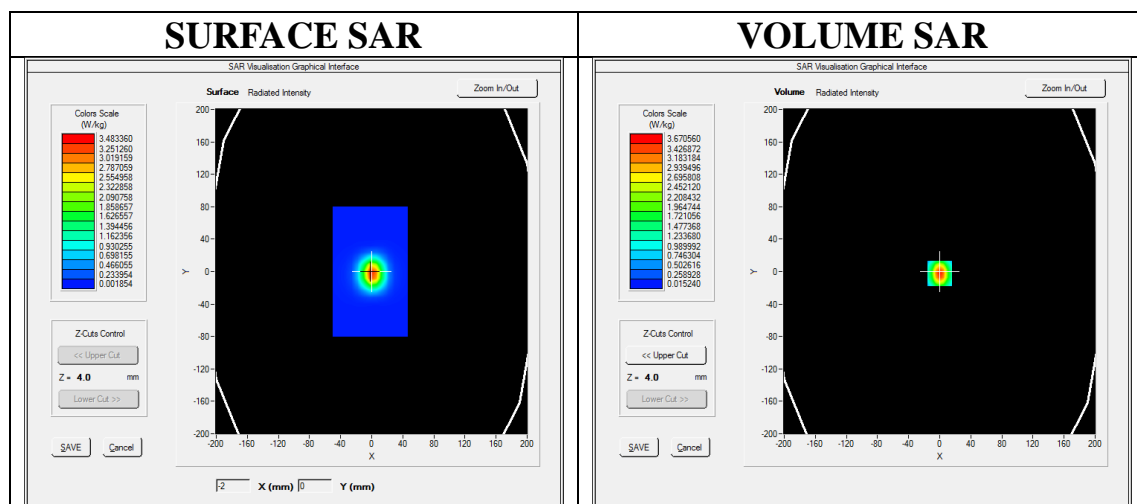 SURFACE SAR
SAR Visualisation Graphical Interface
Surface Radiated Intensity
Zoom In/Out
Colors Scale
(W/kg)
3.483360
3.251260
3.019159
2.787059
2.554958
2.322858
2.090758
1.858657
1.626557
1.394456
1.162356
0.930255
0.698155
0.466055
0.233954
0.001854
Z-Cuts Control
<< Upper Cut
Z = 4.0 mm
Lower Cut >>
SAVE Cancel
200
160
120
80
40
0
-40
-80
-120
-160
-200
Y
-200 -160 -120 -80 -40 0 40 80 120 160 200
X
-2 X (mm) 0 Y (mm)
VOLUME SAR
SAR Visualisation Graphical Interface
Volume Radiated Intensity
Zoom In/Out
Colors Scale
(W/kg)
3.670560
3.426872
3.183184
2.939496
2.695808
2.452120
2.208432
1.964744
1.721056
1.477368
1.233680
0.989992
0.746304
0.502616
0.258928
0.015240
Z-Cuts Control
<< Upper Cut
Z = 4.0 mm
Lower Cut >>
SAVE Cancel
200
160
120
80
40
0
-40
-80
-120
-160
-200
Y
-200 -160 -120 -80 -40 0 40 80 120 160 200
X